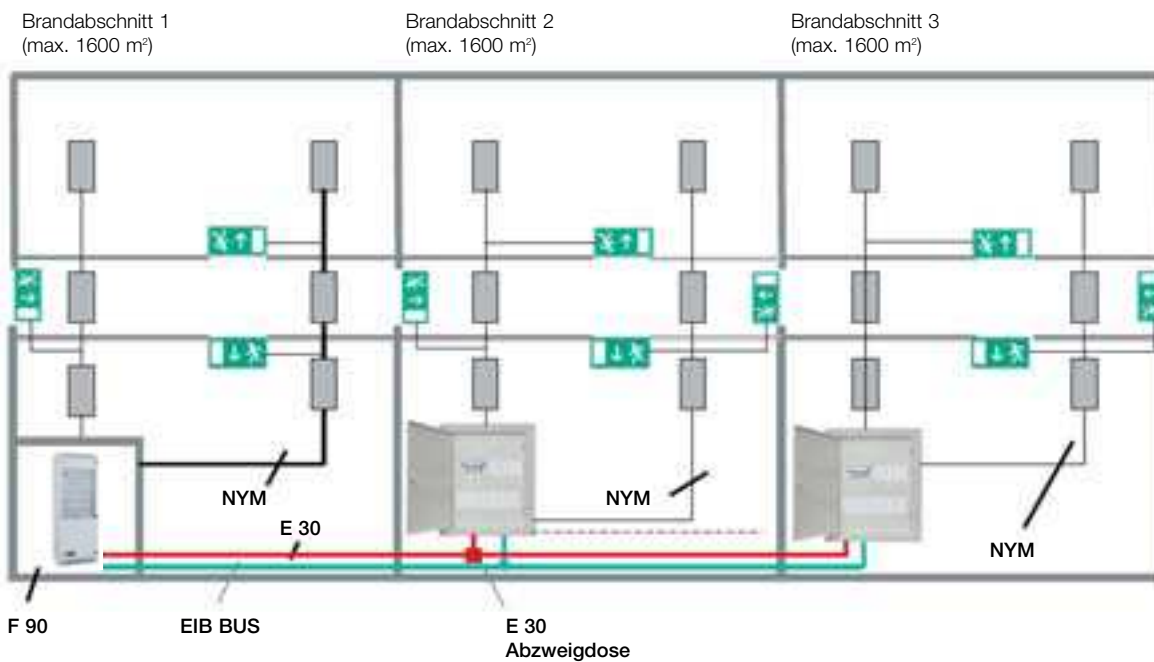 Brandabschnitt 1
(max. 1600 m²)
Brandabschnitt 2
(max. 1600 m²)
Brandabschnitt 3
(max. 1600 m²)
NYM
NYM
NYM
E 30
F 90
EIB BUS
E 30
Abzweigdose